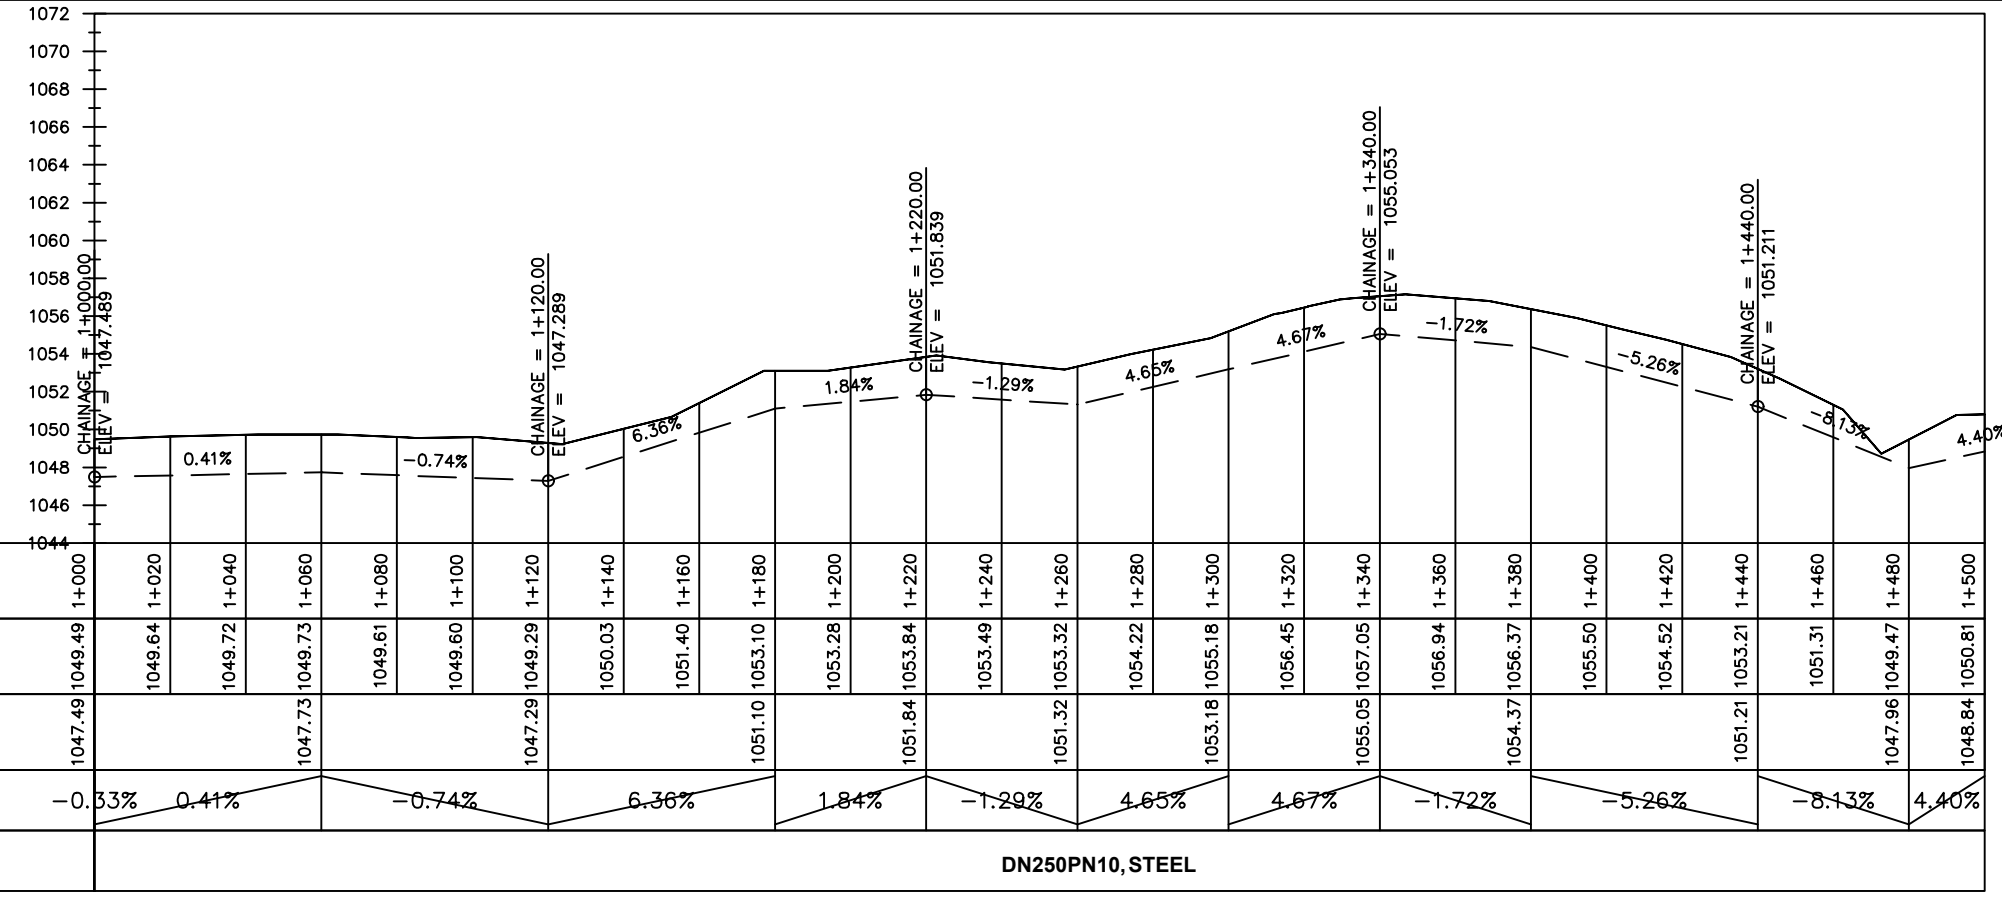 1072
1070
1068
1066
1064
1062
1060
1058
1056
1054
1052
1050
1048
1046
1044
CHAINAGE = 1+000.00
ELEV = 1047.489
CHAINAGE = 1+120.00
ELEV = 1047.289
CHAINAGE = 1+220.00
ELEV = 1051.839
CHAINAGE = 1+340.00
ELEV = 1055.053
CHAINAGE = 1+440.00
ELEV = 1051.211
0.41% −0.74% 6.36% 1.84% −1.29% 4.65% 4.67% −1.72% −5.26% −8.13% 4.40%
1+000 1+020 1+040 1+060 1+080 1+100 1+120 1+140 1+160 1+180 1+200 1+220 1+240 1+260 1+280 1+300 1+320 1+340 1+360 1+380 1+400 1+420 1+440 1+460 1+480 1+500
1049.49 1049.64 1049.72 1049.73 1049.61 1049.60 1049.29 1050.03 1051.40 1053.10 1053.28 1053.84 1053.49 1053.32 1054.22 1055.18 1056.45 1057.05 1056.94 1056.37 1055.50 1054.52 1053.21 1051.31 1049.47 1050.81
1047.49 1047.73 1047.29 1051.10 1051.84 1051.32 1053.18 1055.05 1054.37 1051.21 1047.96 1048.84
−0.33% 0.41% −0.74% 6.36% 1.84% −1.29% 4.65% 4.67% −1.72% −5.26% −8.13% 4.40%
DN250PN10, STEEL